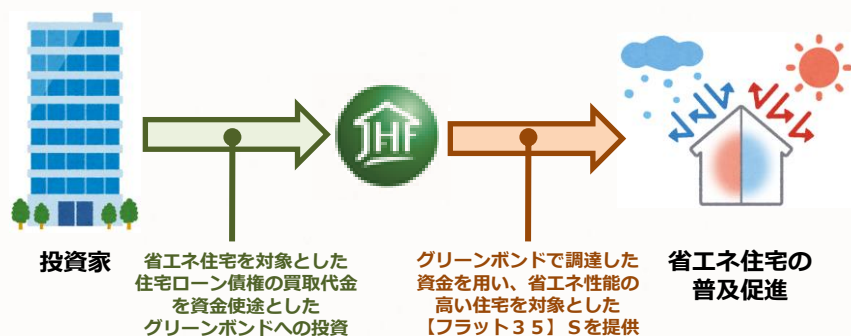 JHF
投資家
省エネ住宅を対象とした
住宅ローン債権の買取代金
を資金使途とした
グリーンボンドへの投資
グリーンボンドで調達した
資金を用い、省エネ性能の
高い住宅を対象とした
【フラット３５】Ｓを提供
省エネ住宅の
普及促進